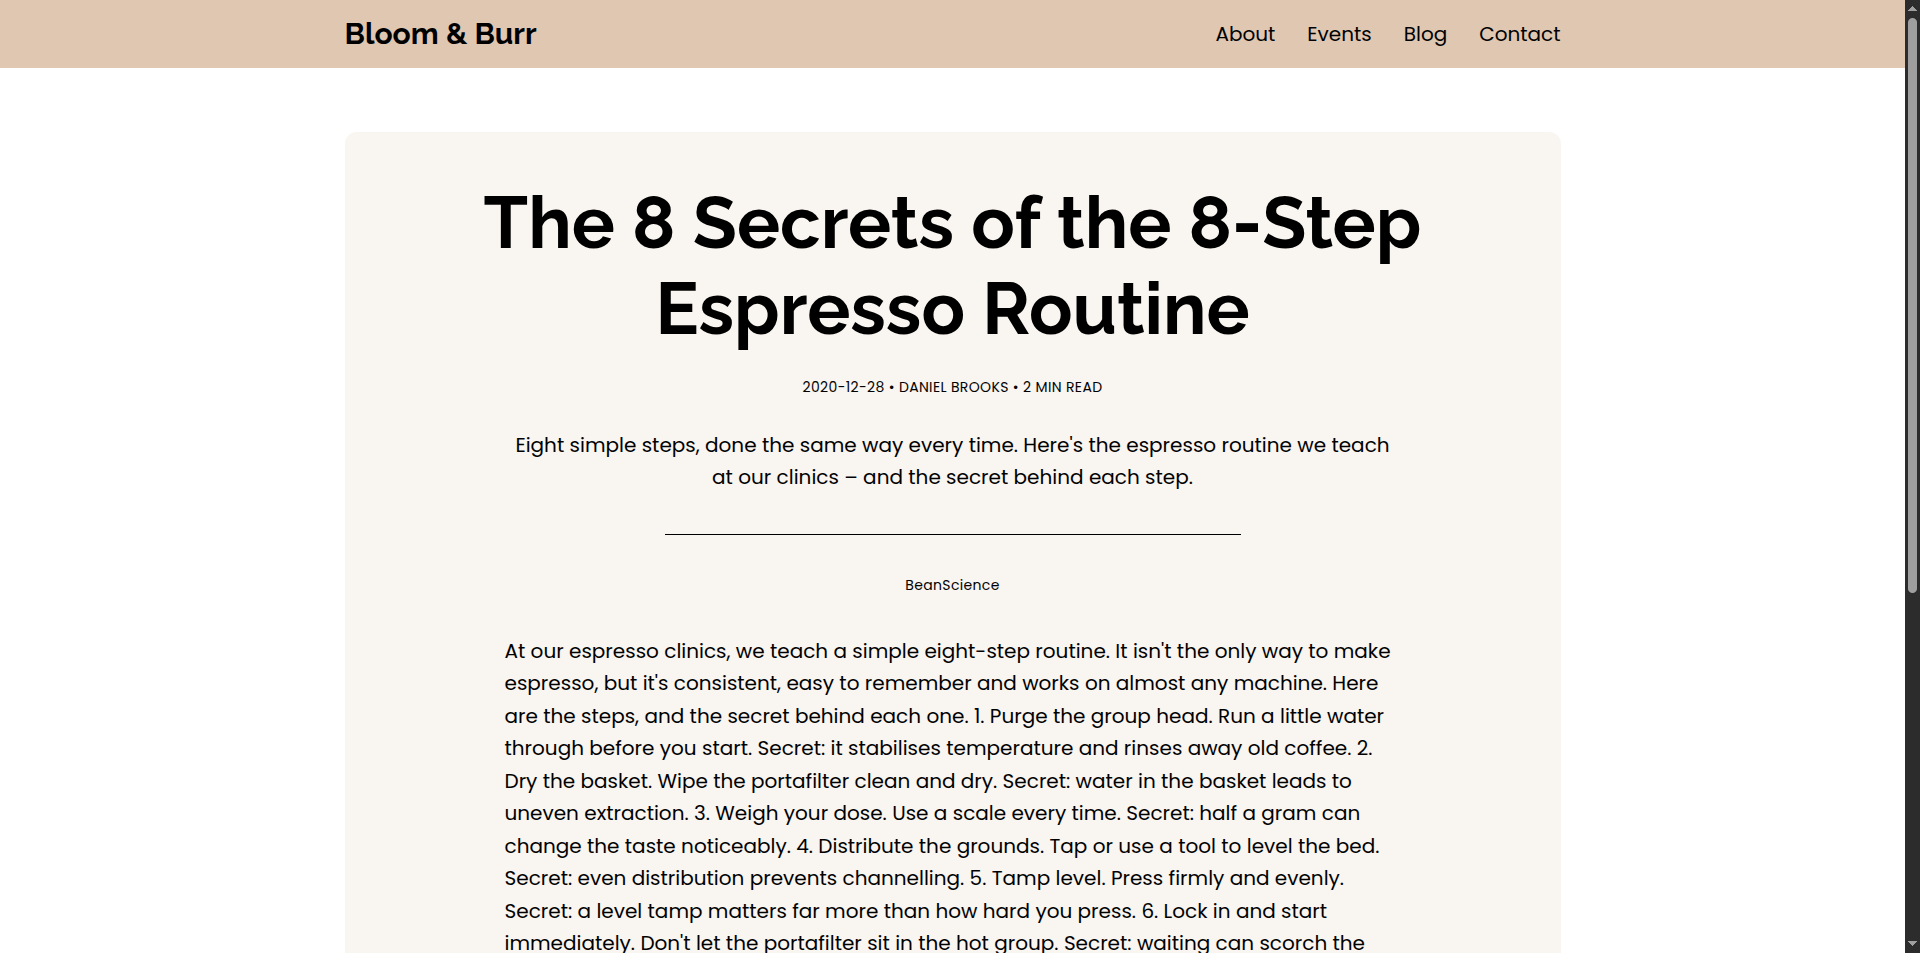 Bloom & Burr
About Events Blog Contact
The 8 Secrets of the 8-Step
Espresso Routine
2020-12-28 • DANIEL BROOKS • 2 MIN READ
Eight simple steps, done the same way every time. Here's the espresso routine we teach
at our clinics – and the secret behind each step.
BeanScience
At our espresso clinics, we teach a simple eight-step routine. It isn't the only way to make
espresso, but it's consistent, easy to remember and works on almost any machine. Here
are the steps, and the secret behind each one. 1. Purge the group head. Run a little water
through before you start. Secret: it stabilises temperature and rinses away old coffee. 2.
Dry the basket. Wipe the portafilter clean and dry. Secret: water in the basket leads to
uneven extraction. 3. Weigh your dose. Use a scale every time. Secret: half a gram can
change the taste noticeably. 4. Distribute the grounds. Tap or use a tool to level the bed.
Secret: even distribution prevents channelling. 5. Tamp level. Press firmly and evenly.
Secret: a level tamp matters far more than how hard you press. 6. Lock in and start
immediately. Don't let the portafilter sit in the hot group. Secret: waiting can scorch the